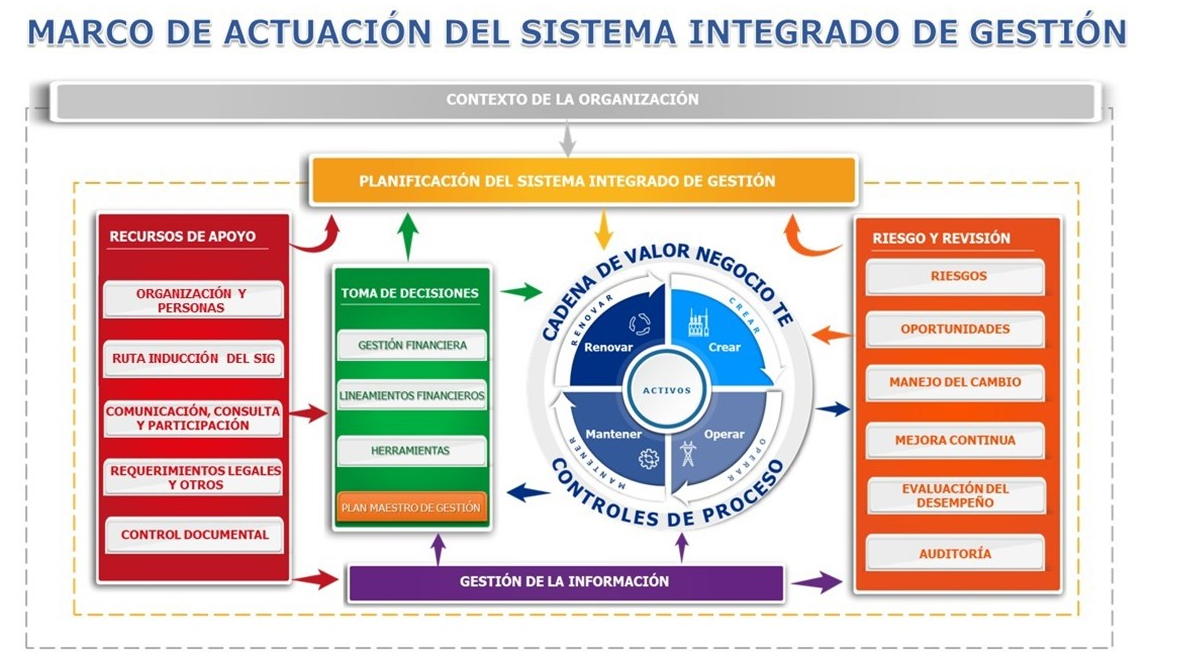 MARCO DE ACTUACIÓN DEL SISTEMA INTEGRADO DE GESTIÓN
CONTEXTO DE LA ORGANIZACIÓN
PLANIFICACIÓN DEL SISTEMA INTEGRADO DE GESTIÓN
RECURSOS DE APOYO
ORGANIZACIÓN Y
PERSONAS
RUTA INDUCCIÓN DEL SIG
COMUNICACIÓN, CONSULTA
Y PARTICIPACIÓN
REQUERIMIENTOS LEGALES
Y OTROS
CONTROL DOCUMENTAL
TOMA DE DECISIONES
GESTIÓN FINANCIERA
LINEAMIENTOS FINANCIEROS
HERRAMIENTAS
PLAN MAESTRO DE GESTIÓN
CADENA DE VALOR NEGOCIO TE
RENOVAR
CREAR
Renovar
Crear
ACTIVOS
Mantener
Operar
MANTENER
OPERAR
CONTROLES DE PROCESO
RIESGO Y REVISIÓN
RIESGOS
OPORTUNIDADES
MANEJO DEL CAMBIO
MEJORA CONTINUA
EVALUACIÓN DEL
DESEMPEÑO
AUDITORÍA
GESTIÓN DE LA INFORMACIÓN